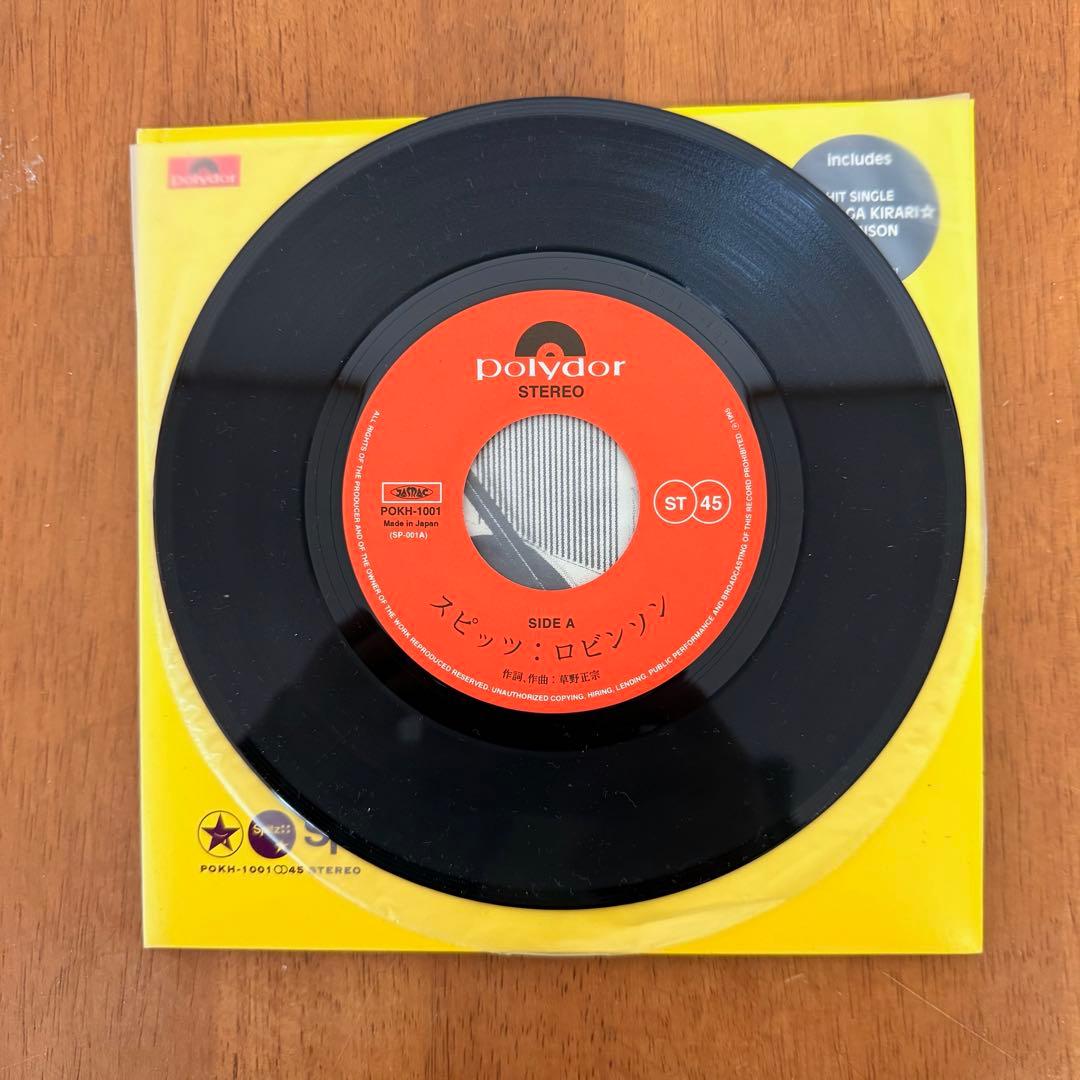 polydor
includes
HIT SINGLE
GA KIRARI☆
polydor
STEREO
JASRAC
POKH-1001
Made in Japan
(SP-001A)
ST 45
SIDE A
スピッツ：ロビンソン
作詞、作曲：草野正宗
ALL RIGHTS OF THE PRODUCER AND OF THE OWNER OF THE WORK REPRODUCED RESERVED. UNAUTHORIZED COPYING, HIRING, LENDING, PUBLIC PERFORMANCE AND BROADCASTING OF THIS RECORD PROHIBITED. ℗1995
Spitz
POKH-1001 45 STEREO